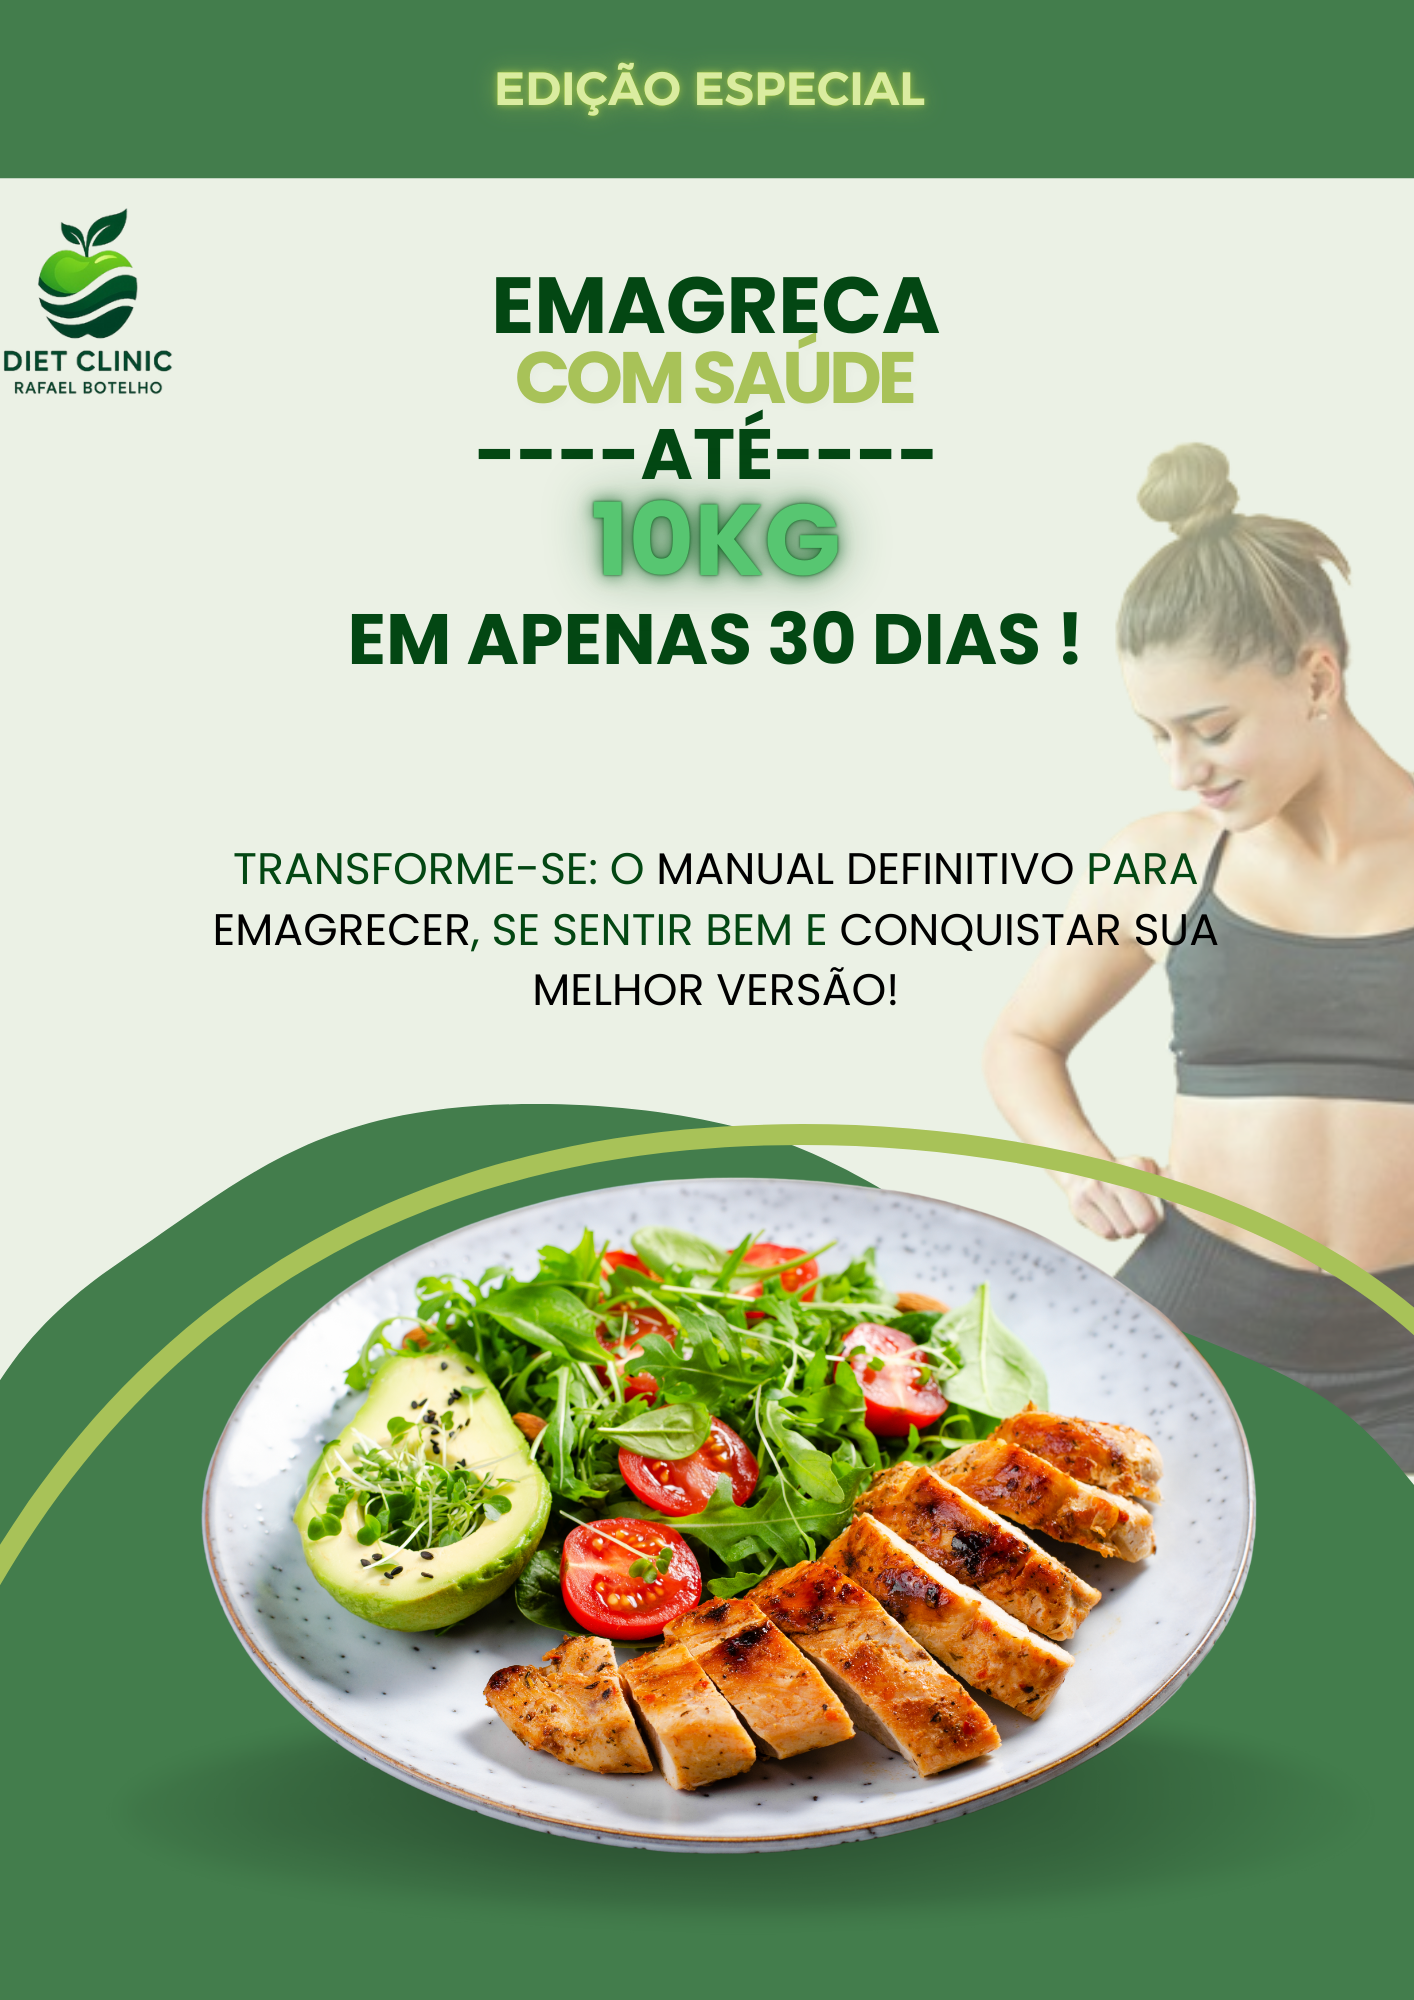 EDIÇÃO ESPECIAL
DIET CLINIC
RAFAEL BOTELHO
EMAGRECA
COM SAÚDE
----ATÉ----
10KG
EM APENAS 30 DIAS !
TRANSFORME-SE: O MANUAL DEFINITIVO PARA
EMAGRECER, SE SENTIR BEM E CONQUISTAR SUA
MELHOR VERSÃO!